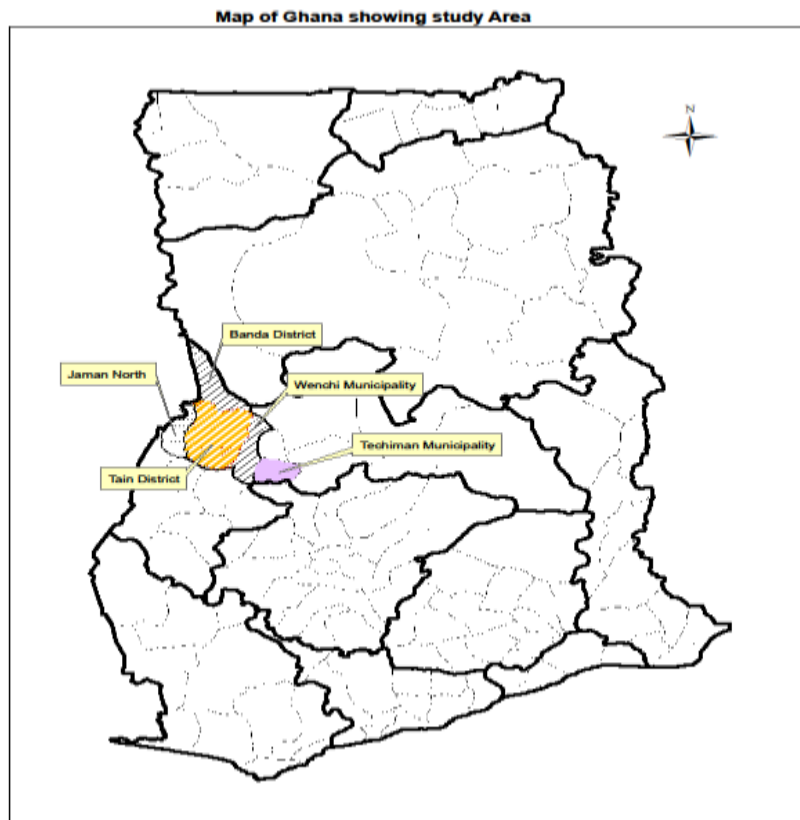 Map of Ghana showing study Area
N
Banda District
Jaman North
Wenchi Municipality
Techiman Municipality
Tain District